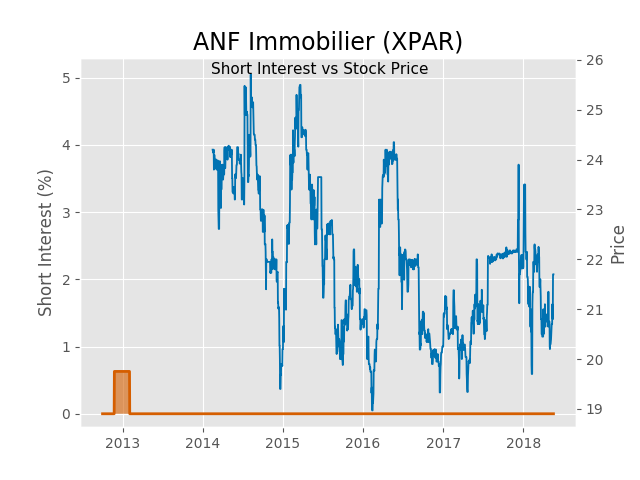 ANF Immobilier (XPAR)
Short Interest vs Stock Price
Short Interest (%)
5
4
3
2
1
0
26
25
24
23
22
21
20
19
Price
2013 2014 2015 2016 2017 2018